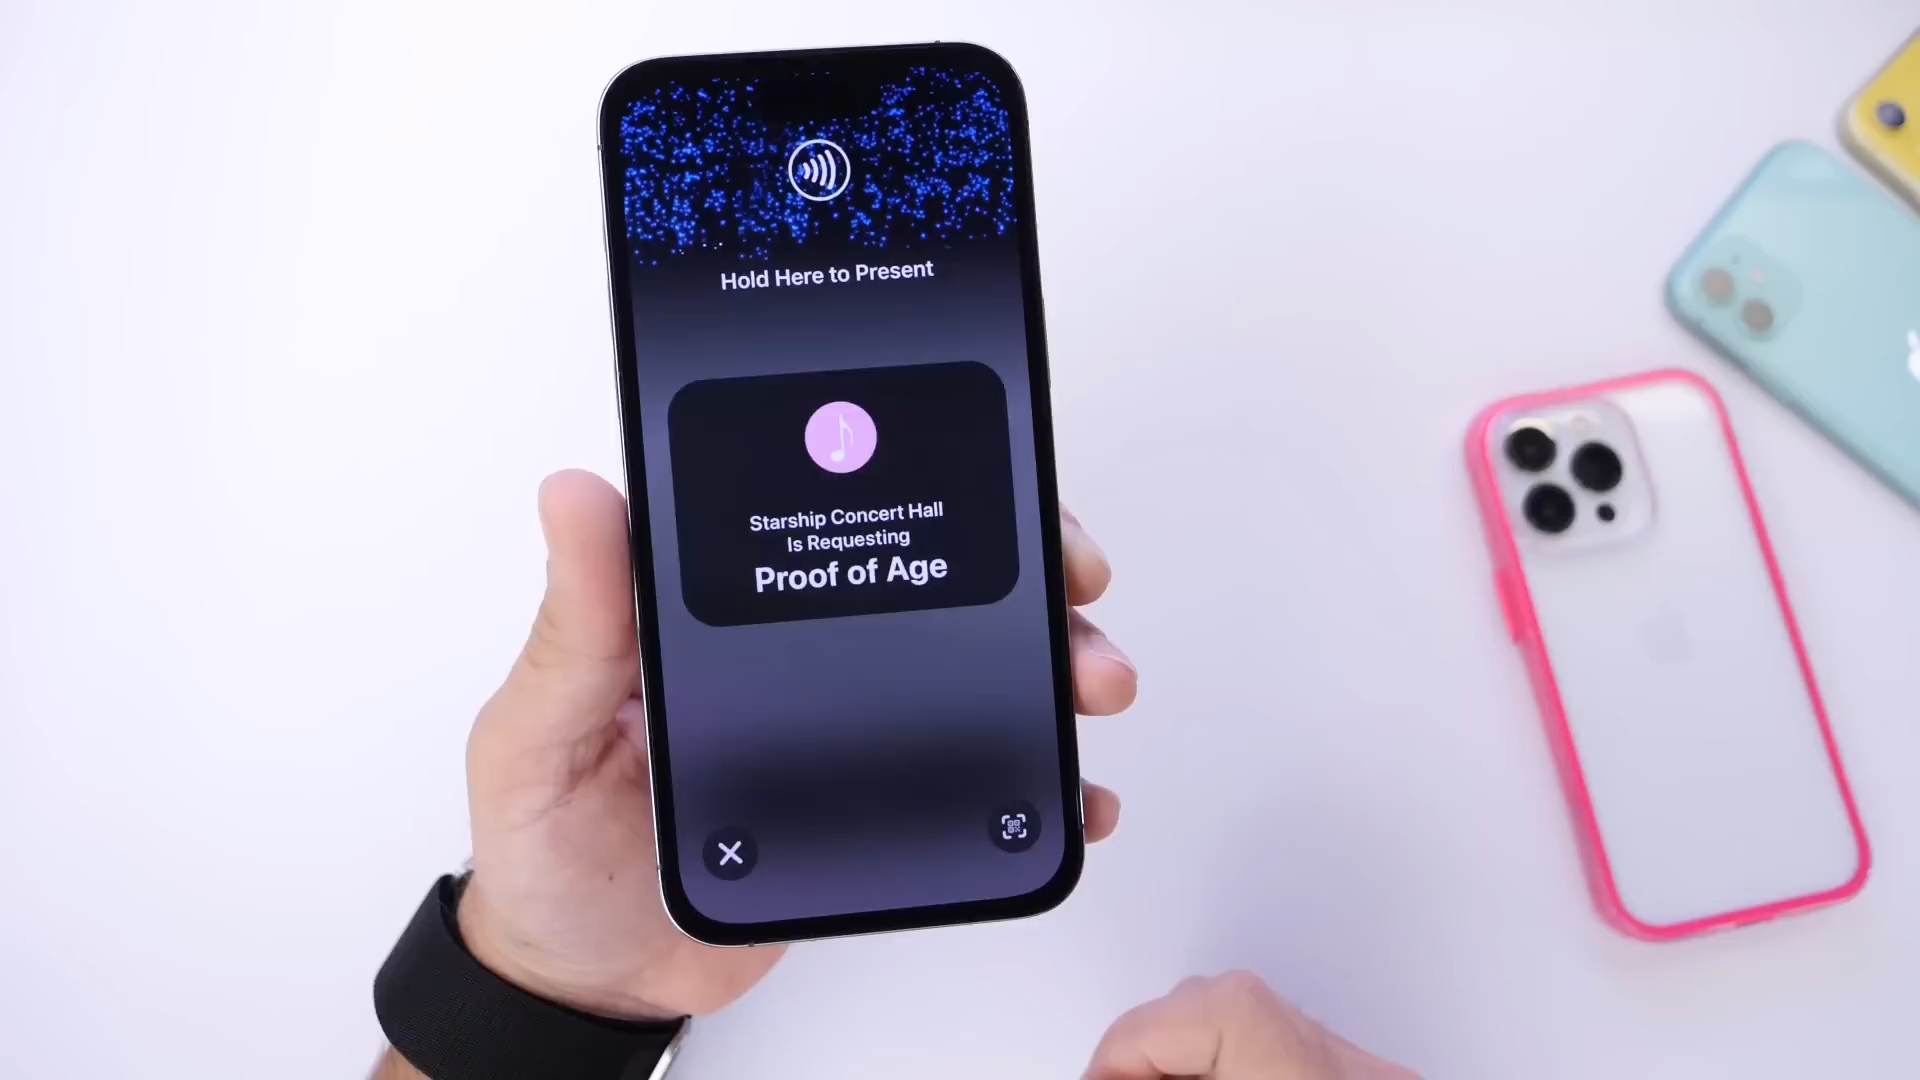 Hold Here to Present
Starship Concert Hall
Is Requesting
Proof of Age